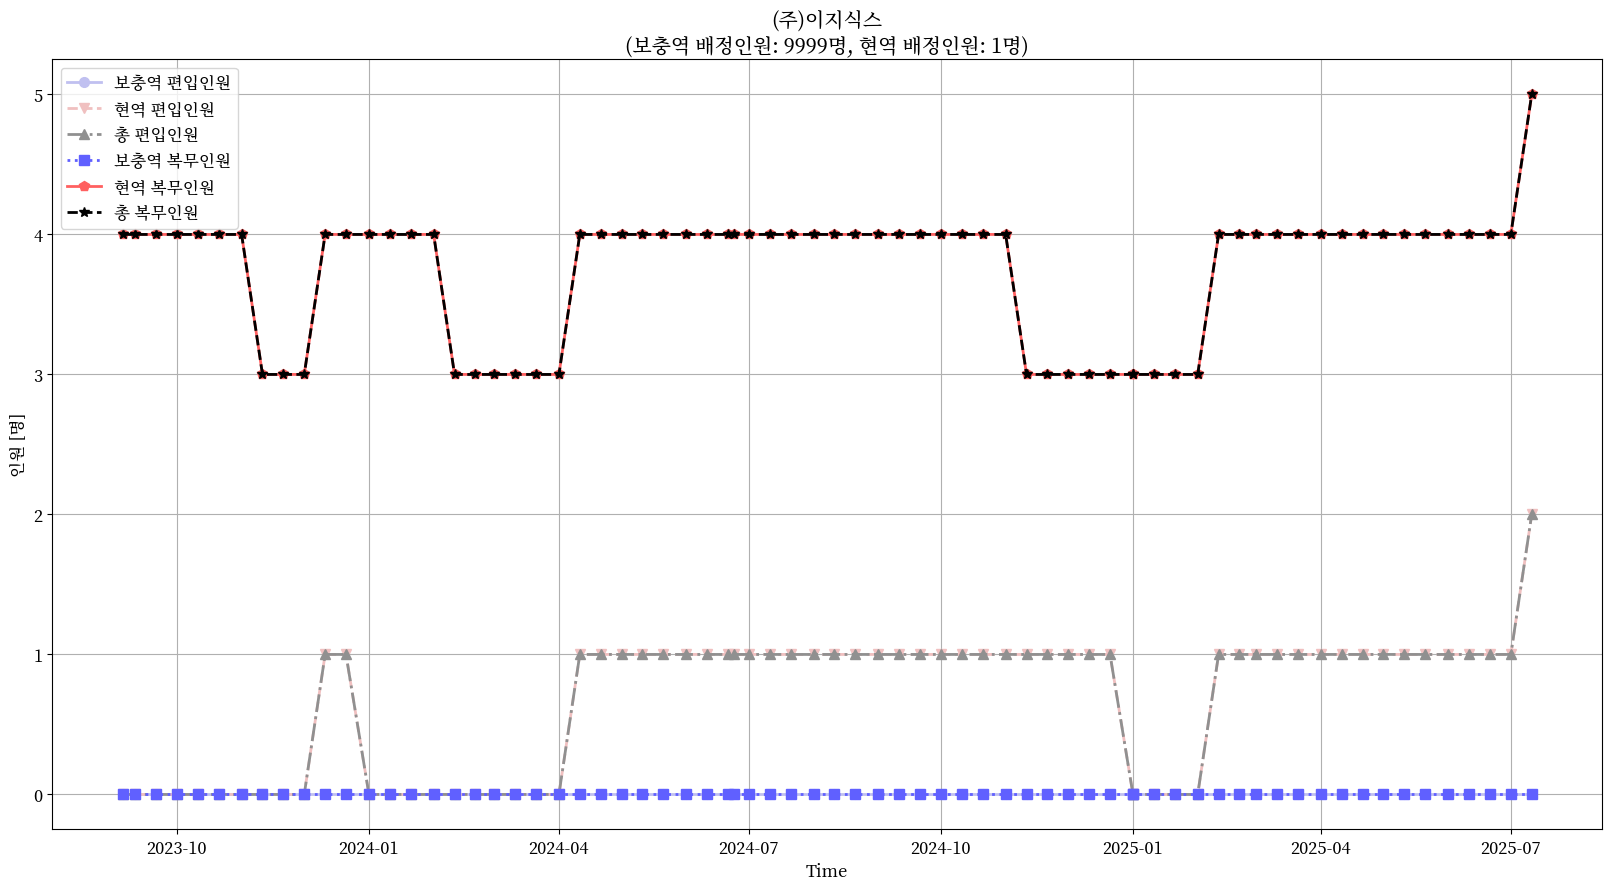 (주)이지식스
(보충역 배정인원: 9999명, 현역 배정인원: 1명)
보충역 편입인원
현역 편입인원
총 편입인원
보충역 복무인원
현역 복무인원
총 복무인원
5
4
3
2
1
0
인원 [명]
2023-10
2024-01
2024-04
2024-07
2024-10
2025-01
2025-04
2025-07
Time